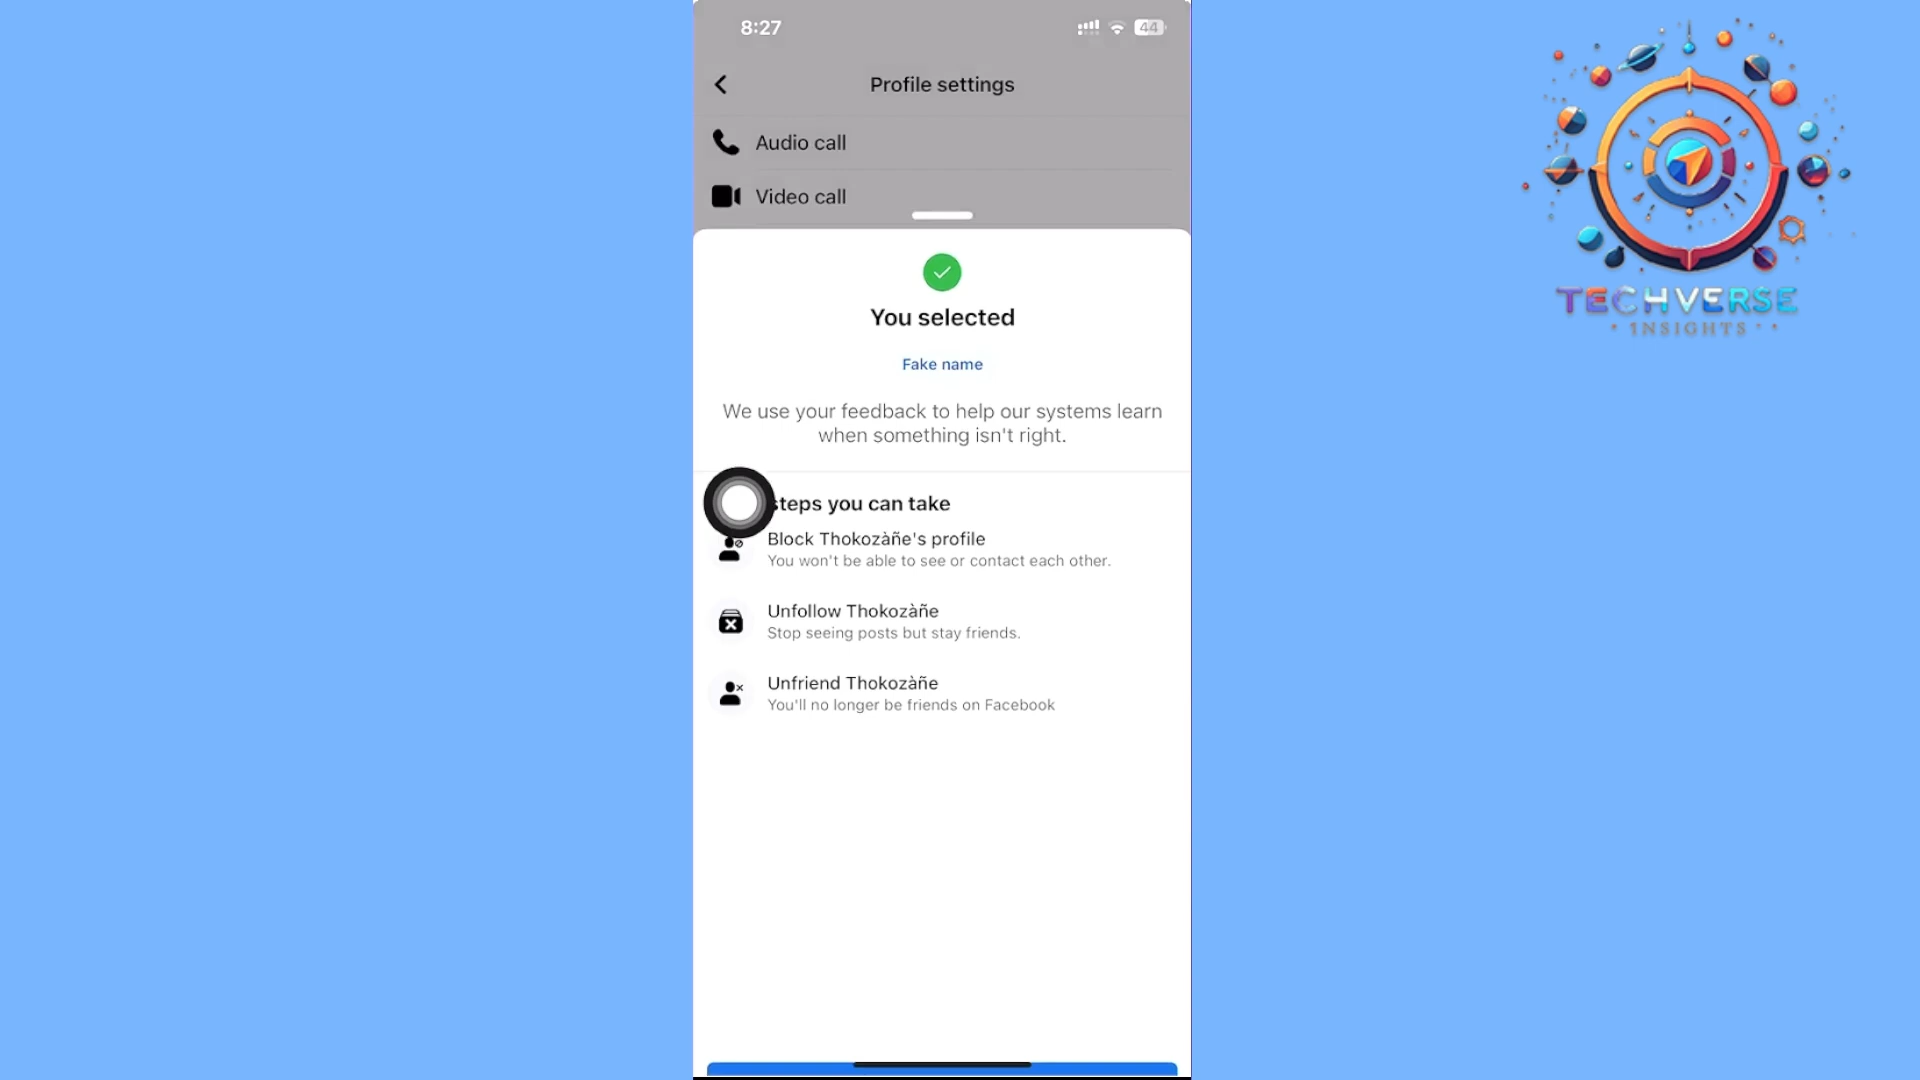 8:27
44
Profile settings
Audio call
Video call
You selected
Fake name
We use your feedback to help our systems learn
when something isn't right.
steps you can take
Block Thokozàñe's profile
You won't be able to see or contact each other.
Unfollow Thokozàñe
Stop seeing posts but stay friends.
Unfriend Thokozàñe
You'll no longer be friends on Facebook
TECHVERSE
INSIGHTS